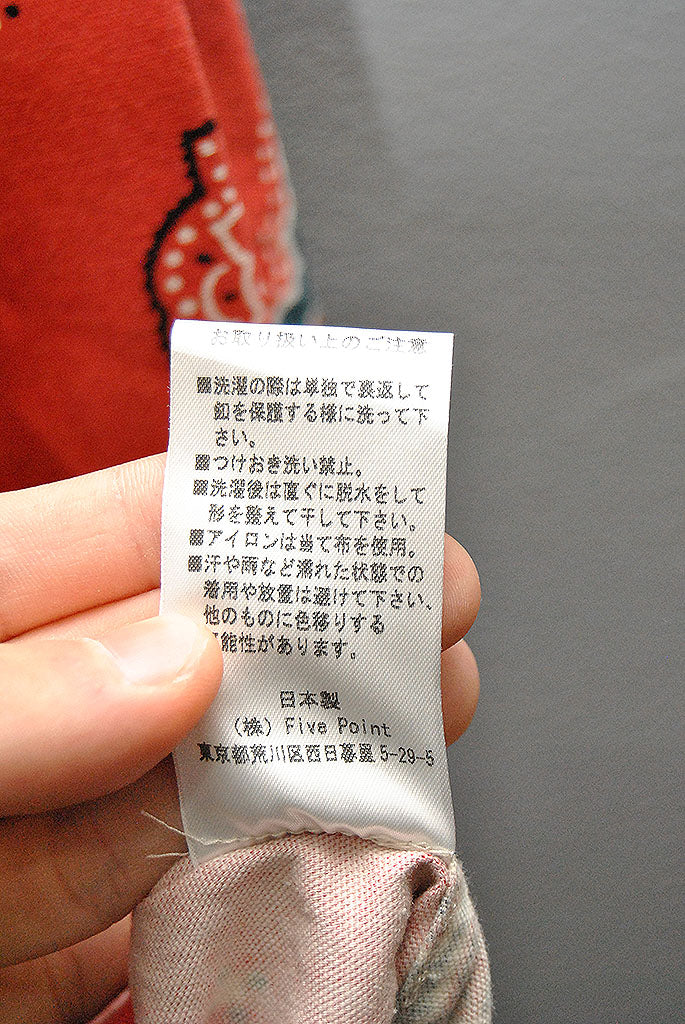 お取り扱い上のご注意
■洗濯の際は単独で裏返して
釦を保護する様に洗って下
さい。
■つけおき洗い禁止。
■洗濯後は直ぐに脱水をして
形を整えて干して下さい。
■アイロンは当て布を使用。
■汗や雨など濡れた状態での
着用や放置は避けて下さい、
他のものに色移りする
可能性があります。
日本製
(株) Five Point
東京都荒川区西日暮里5-29-5